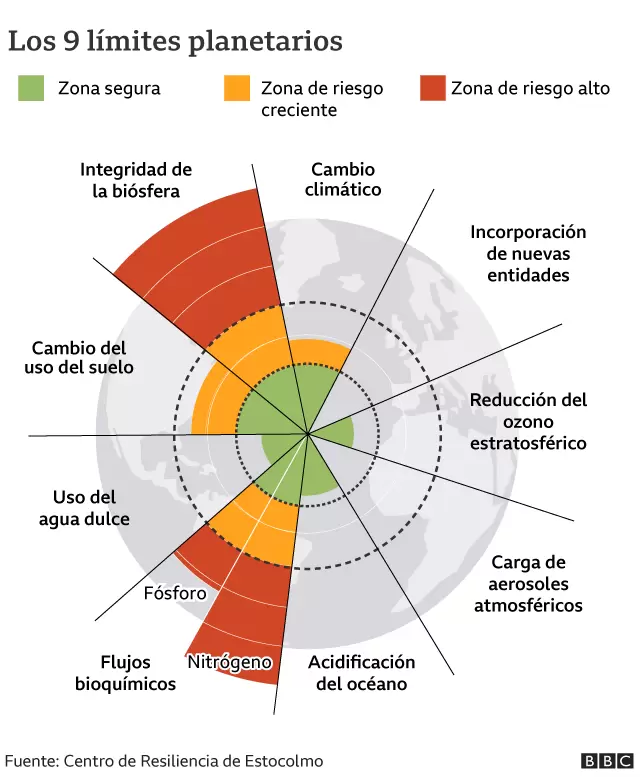 Los 9 límites planetarios
Zona segura
Zona de riesgo
creciente
Zona de riesgo alto
Integridad de
la biósfera
Cambio
climático
Incorporación
de nuevas
entidades
Cambio del
uso del suelo
Reducción del
ozono
estratosférico
Uso del
agua dulce
Carga de
aerosoles
atmosféricos
Fósforo
Flujos
bioquímicos
Nitrógeno
Acidificación
del océano
Fuente: Centro de Resiliencia de Estocolmo
BBC